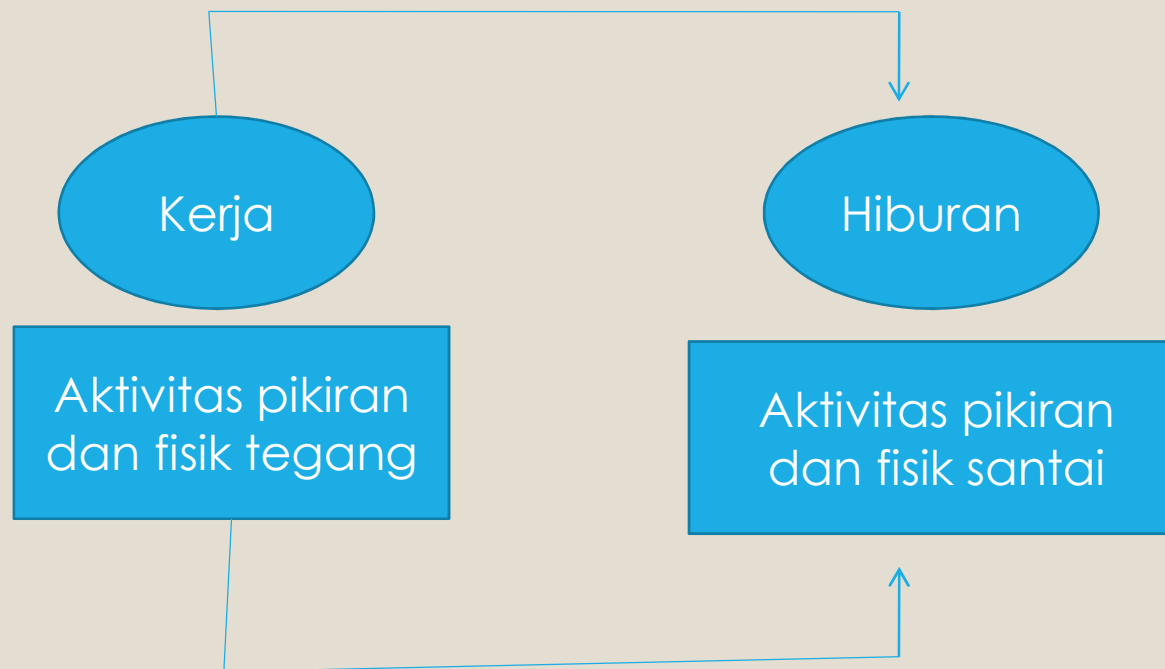 Kerja
Hiburan
Aktivitas pikiran
dan fisik tegang
Aktivitas pikiran
dan fisik santai